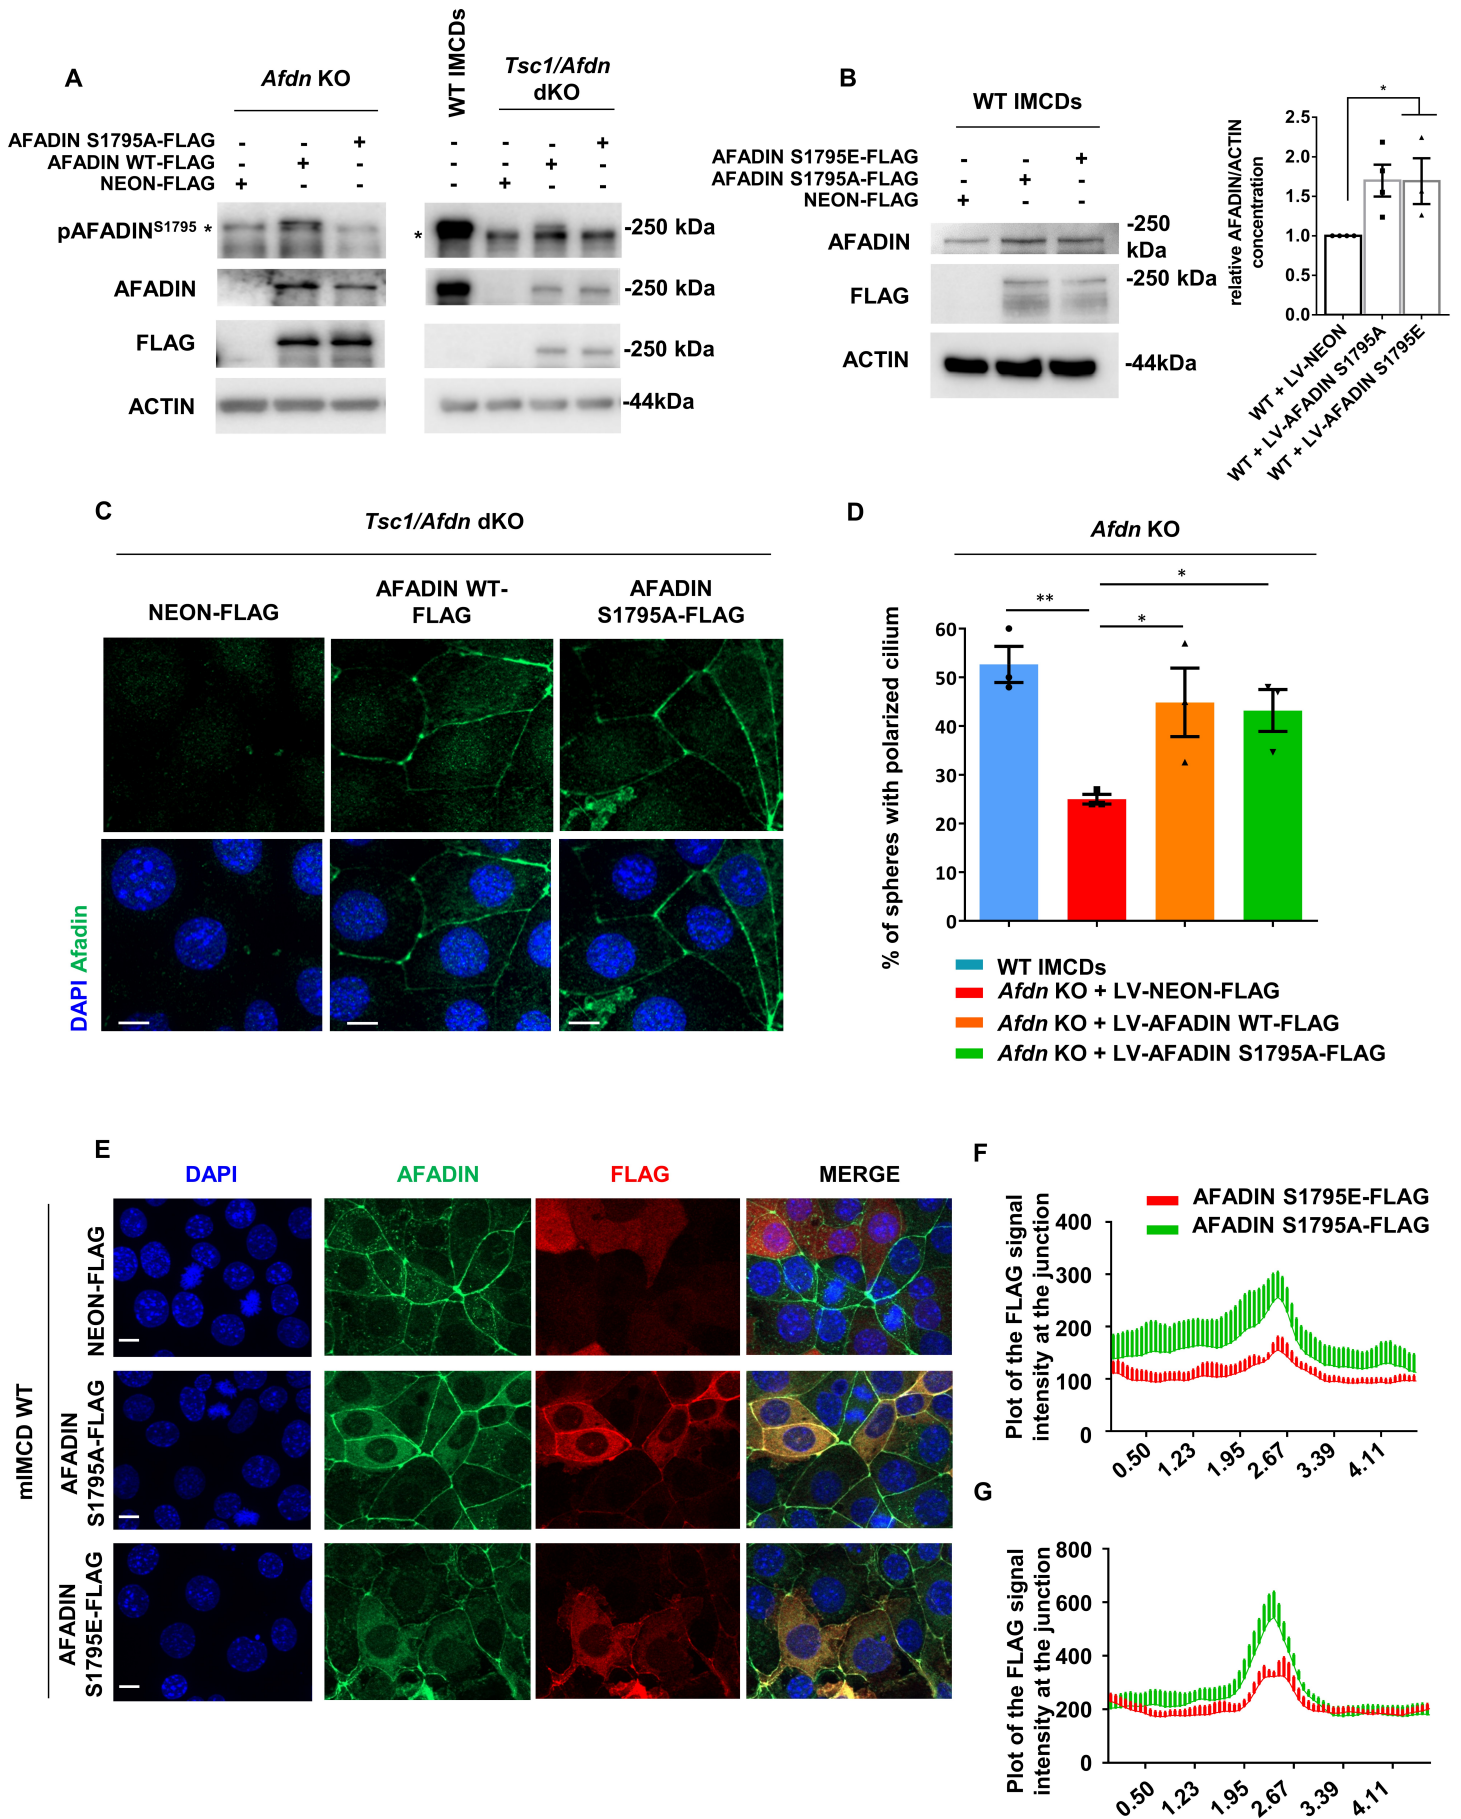 A
Afdn KO
WT IMCDs
Tsc1/Afdn
dKO
AFADIN S1795A-FLAG - - + - - - +
AFADIN WT-FLAG - + - - - + -
NEON-FLAG + - - - + - -
pAFADINS1795 * * -250 kDa
AFADIN -250 kDa
FLAG -250 kDa
ACTIN -44kDa
B
WT IMCDs
AFADIN S1795E-FLAG - - +
AFADIN S1795A-FLAG - + -
NEON-FLAG + - -
AFADIN
-250
kDa
FLAG
-250 kDa
ACTIN
-44kDa
relative AFADIN/ACTIN
concentration
*
2.5
2.0
1.5
1.0
0.5
0.0
WT + LV-NEON
WT + LV-AFADIN S1795A
WT + LV-AFADIN S1795E
C
Tsc1/Afdn dKO
NEON-FLAG
AFADIN WT-
FLAG
AFADIN
S1795A-FLAG
DAPI Afadin
D
Afdn KO
*
**
*
% of spheres with polarized cilium
60
50
40
30
20
10
0
WT IMCDs
Afdn KO + LV-NEON-FLAG
Afdn KO + LV-AFADIN WT-FLAG
Afdn KO + LV-AFADIN S1795A-FLAG
E
DAPI
AFADIN
FLAG
MERGE
mIMCD WT
NEON-FLAG
AFADIN
S1795A-FLAG
AFADIN
S1795E-FLAG
F
AFADIN S1795E-FLAG
AFADIN S1795A-FLAG
Plot of the FLAG signal
intensity at the junction
400
300
200
100
0
0.50 1.23 1.95 2.67 3.39 4.11
G
Plot of the FLAG signal
intensity at the junction
800
600
400
200
0
0.50 1.23 1.95 2.67 3.39 4.11